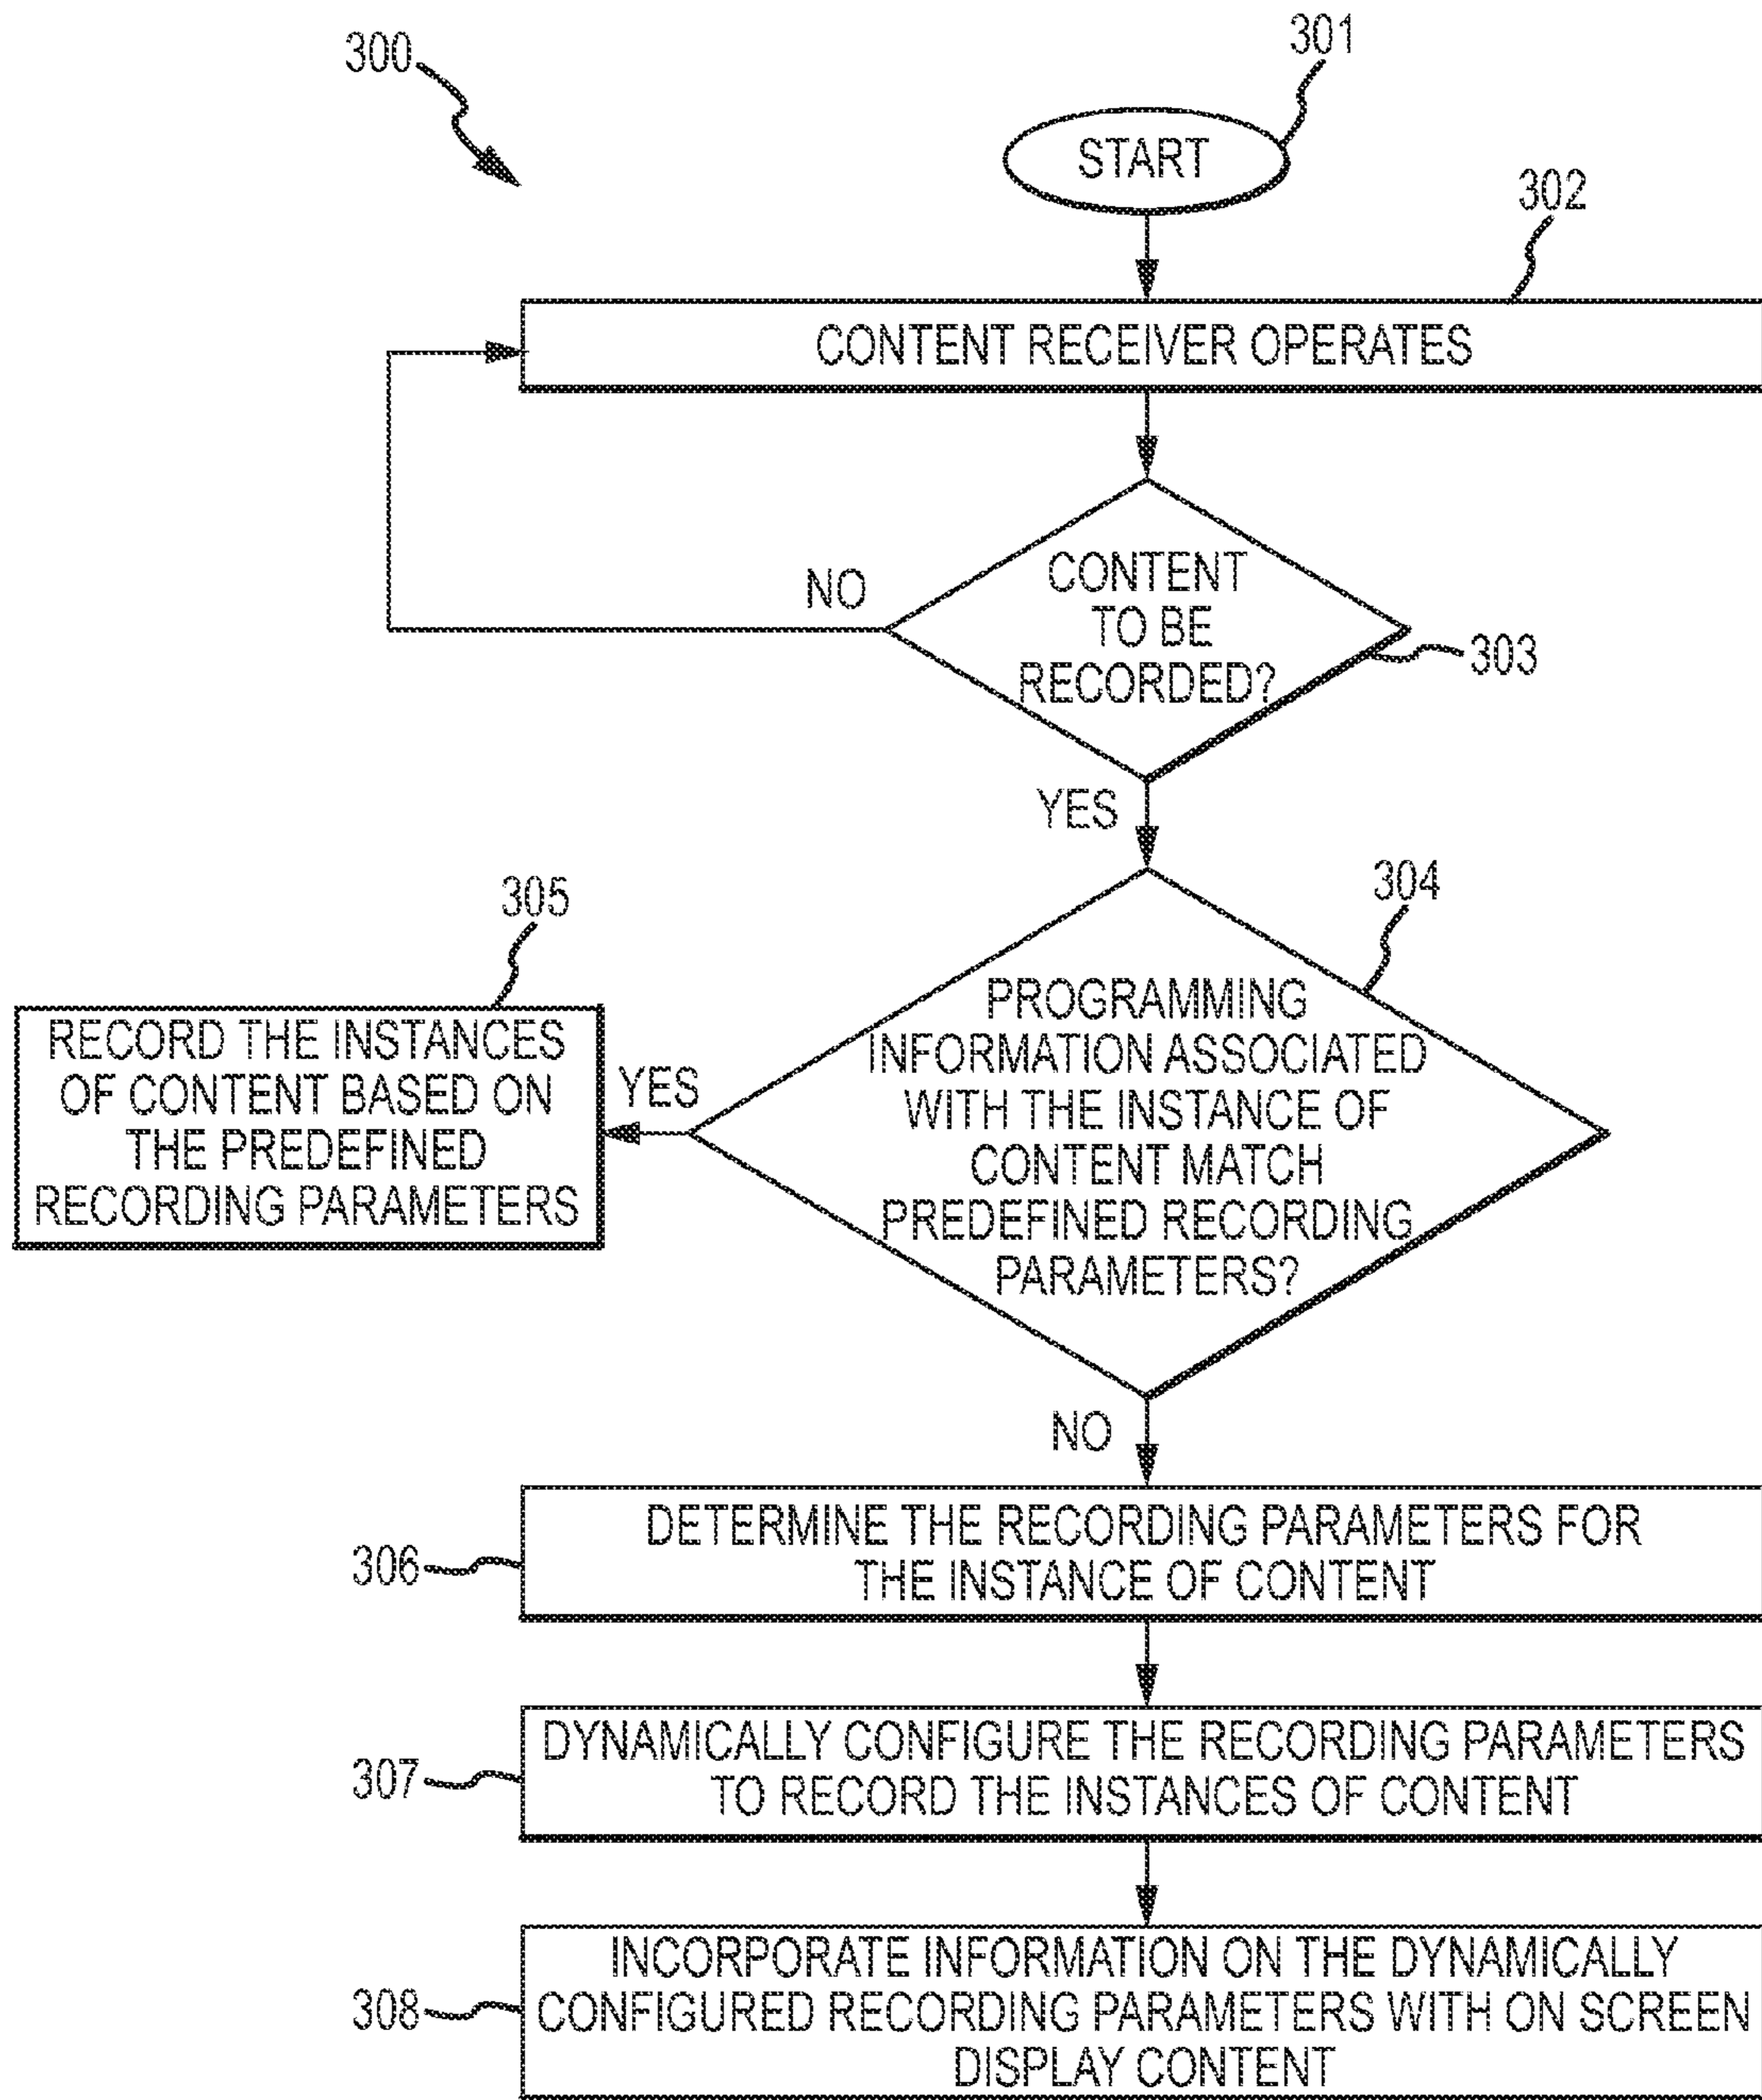 300
301
START
302
CONTENT RECEIVER OPERATES
NO
CONTENT
TO BE
RECORDED?
303
YES
304
305
PROGRAMMING
INFORMATION ASSOCIATED
WITH THE INSTANCE OF
CONTENT MATCH
PREDEFINED RECORDING
PARAMETERS?
YES
RECORD THE INSTANCES
OF CONTENT BASED ON
THE PREDEFINED
RECORDING PARAMETERS
NO
306
DETERMINE THE RECORDING PARAMETERS FOR
THE INSTANCE OF CONTENT
307
DYNAMICALLY CONFIGURE THE RECORDING PARAMETERS
TO RECORD THE INSTANCES OF CONTENT
308
INCORPORATE INFORMATION ON THE DYNAMICALLY
CONFIGURED RECORDING PARAMETERS WITH ON SCREEN
DISPLAY CONTENT